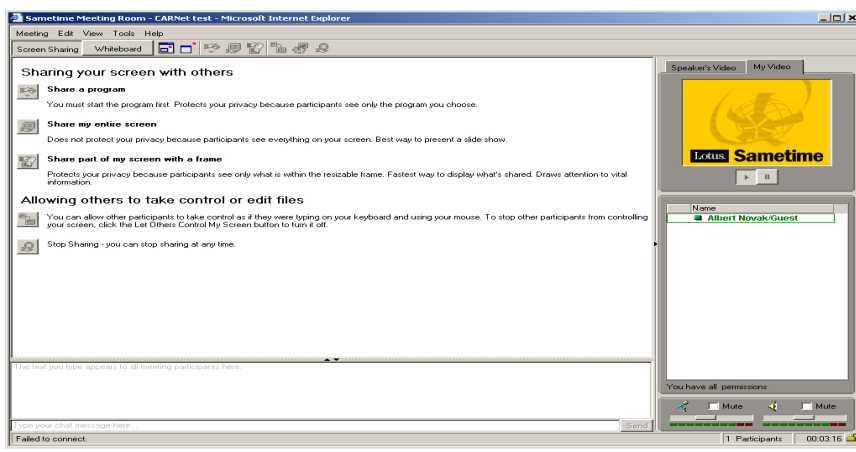 Sametime Meeting Room - CARNet test - Microsoft Internet Explorer
Meeting Edit View Tools Help
Screen Sharing Whiteboard
Sharing your screen with others
Share a program
You must start the program first. Protects your privacy because participants see only the program you choose.
Share my entire screen
Does not protect your privacy because participants see everything on your screen. Best way to present a slide show.
Share part of my screen with a frame
Protects your privacy because participants see only what is within the resizable frame. Fastest way to display what's shared. Draws attention to vital
information.
Allowing others to take control or edit files
You can allow other participants to take control as if they were typing on your keyboard and using your mouse. To stop other participants from controlling
your screen, click the Let Others Control My Screen button to turn it off.
Stop Sharing - you can stop sharing at any time.
The text you type appears to all meeting participants here.
Type your chat message here...
Send
Speaker's Video My Video
Lotus. Sametime
Name
Albert Novak/Guest
You have all permissions
Mute Mute
Failed to connect.
1 Participants 00:03:16